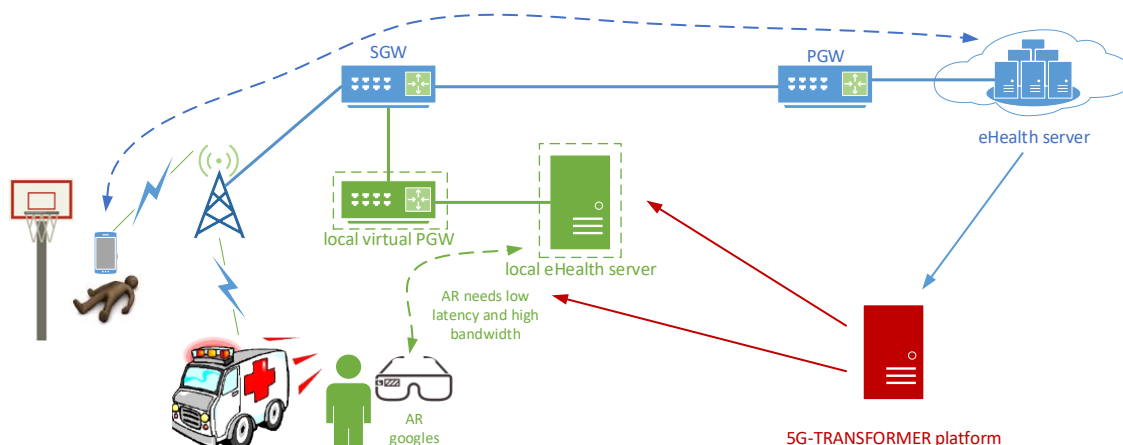 SGW
PGW
eHealth server
local virtual PGW
local eHealth server
AR needs low
latency and high
bandwidth
AR
googles
5G-TRANSFORMER platform